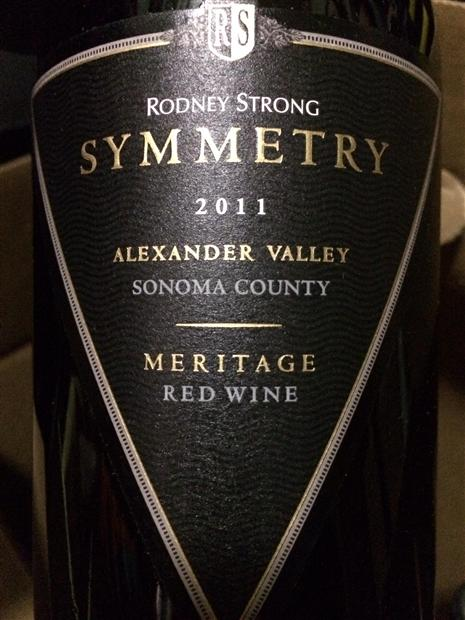 RS
RODNEY STRONG
SYMMETRY
2011
ALEXANDER VALLEY
SONOMA COUNTY
MERITAGE
RED WINE